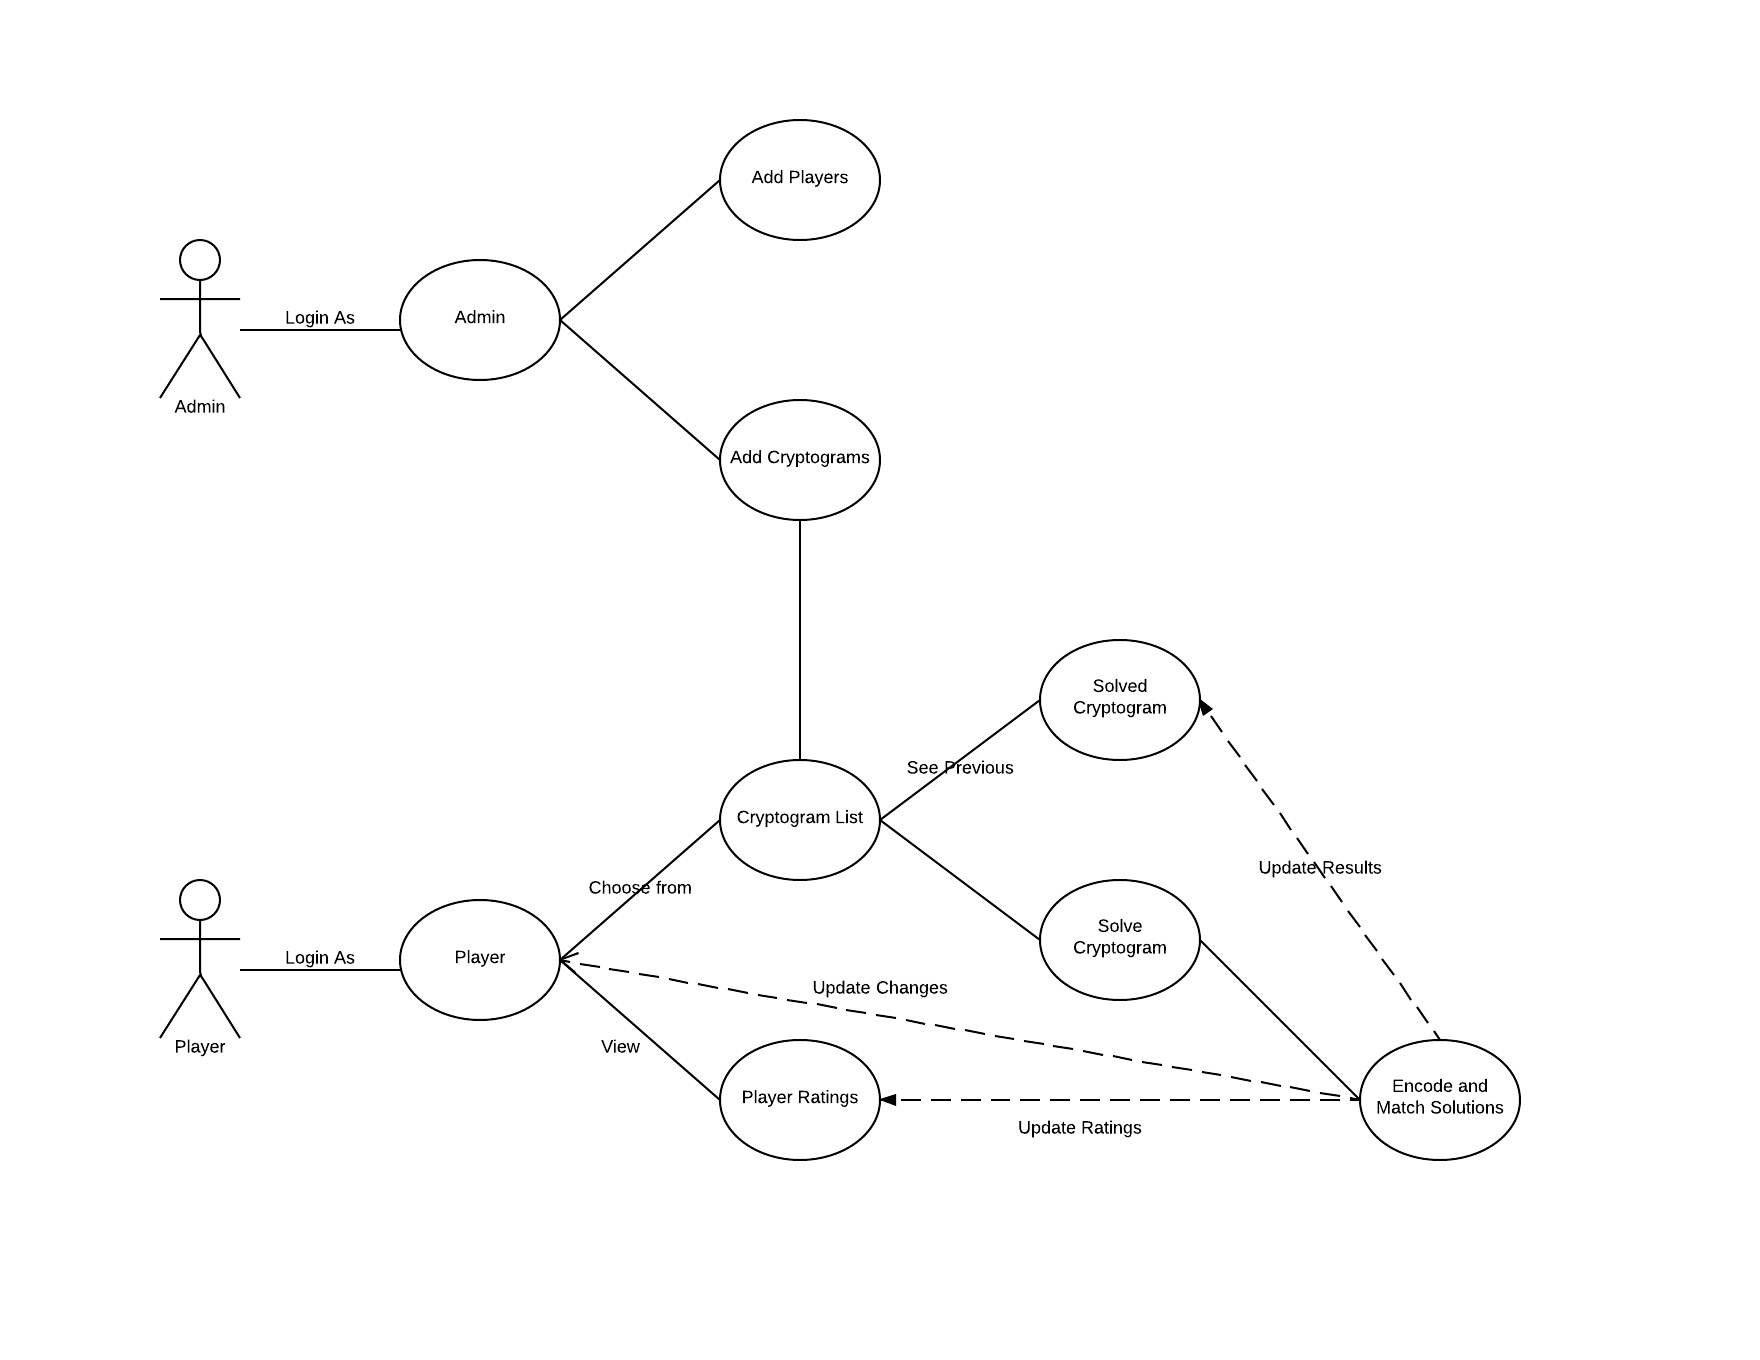 Add Players
Login As
Admin
Admin
Add Cryptograms
Solved
Cryptogram
See Previous
Cryptogram List
Update Results
Choose from
Solve
Cryptogram
Login As
Player
Update Changes
Player
View
Player Ratings
Encode and
Match Solutions
Update Ratings